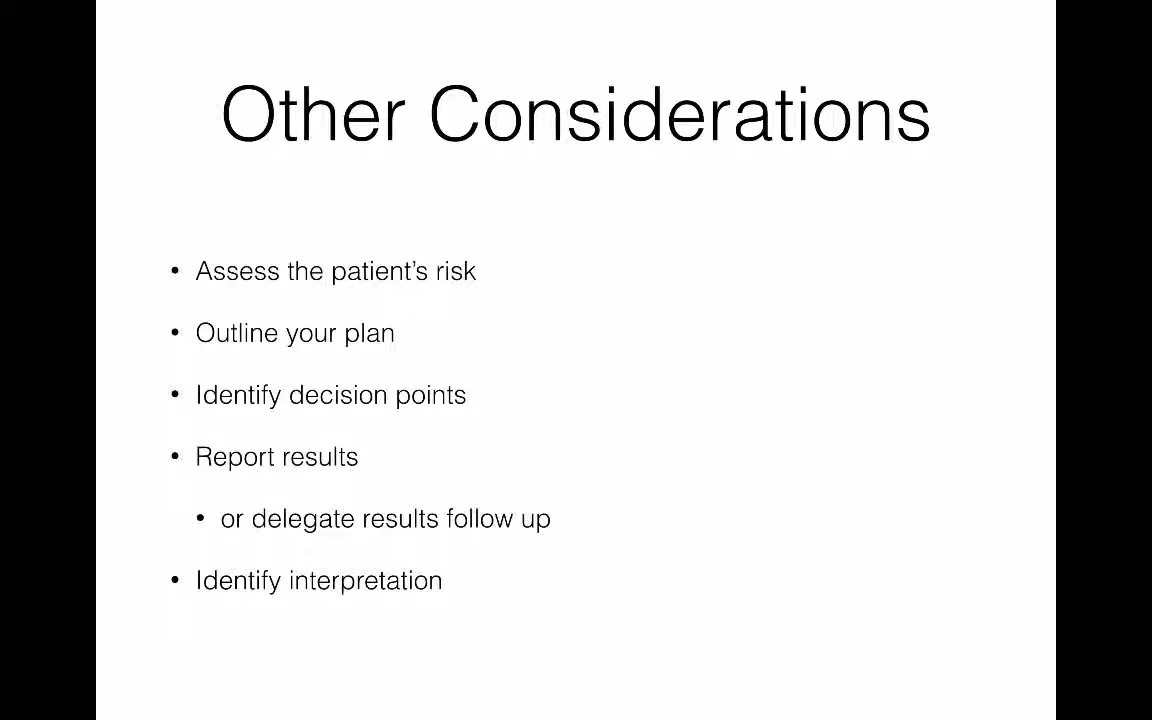 Other Considerations
• Assess the patient’s risk
• Outline your plan
• Identify decision points
• Report results
• or delegate results follow up
• Identify interpretation